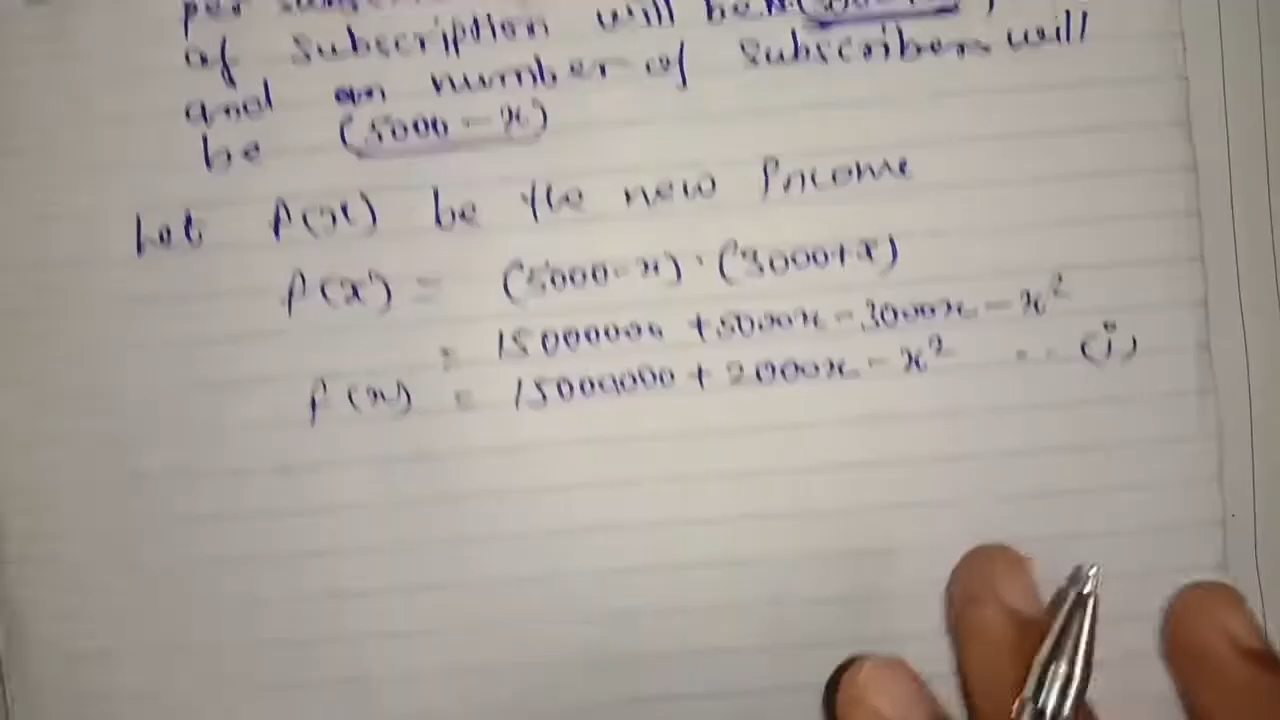 of subscription will be
and an number of subscribers will
be (5000 - x)
Let f(x) be the new Income
f(x) = (5000 - x) · (3000 + x)
= 15000000 + 5000x - 3000x - x²
f(x) = 15000000 + 2000x - x² ... (i)